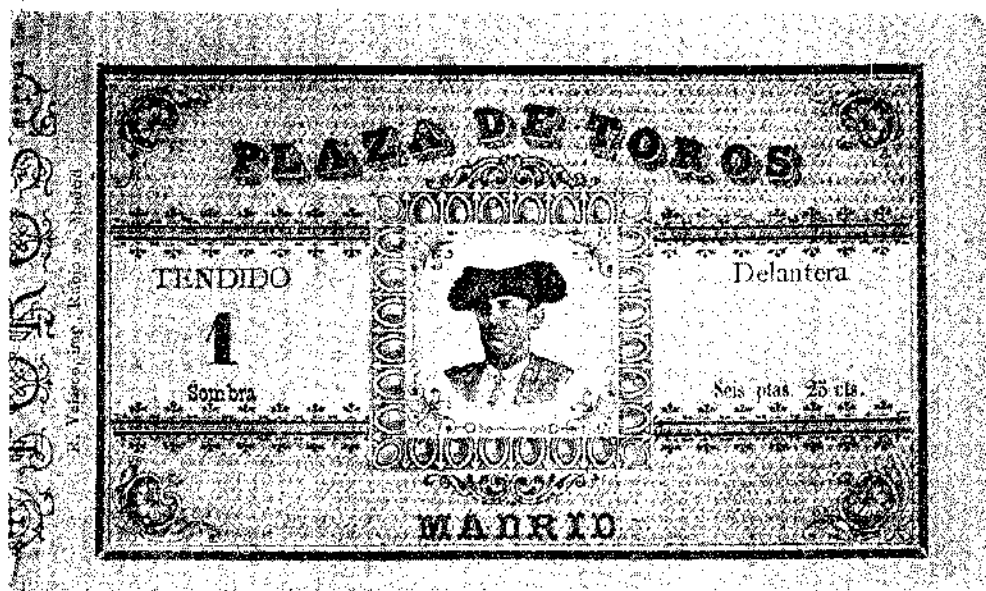 PLAZA DE TOROS
TENDIDO
1
Sombra
Delantera
Seis ptas. 25 cts.
MADRID